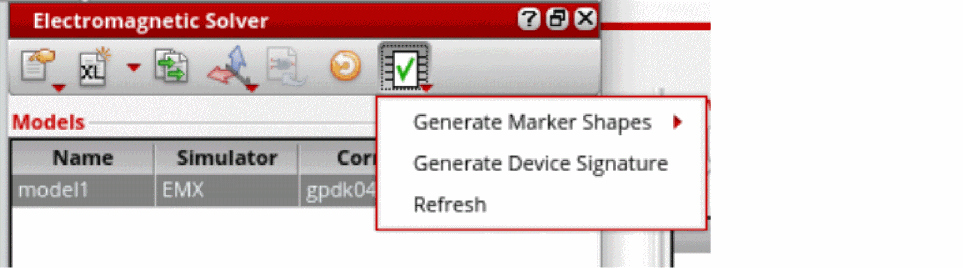 Electromagnetic Solver
XL
Models
Name Simulator Corr
model1 EMX gpdk04
Generate Marker Shapes
Generate Device Signature
Refresh